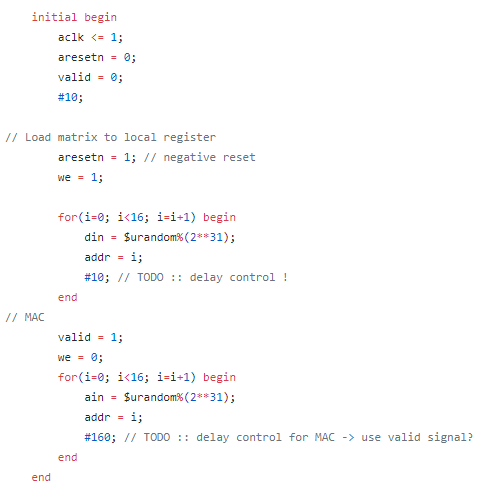 initial begin
aclk <= 1;
aresetn = 0;
valid = 0;
#10;
// Load matrix to local register
aresetn = 1; // negative reset
we = 1;
for(i=0; i<16; i=i+1) begin
din = $urandom%(2**31);
addr = i;
#10; // TODO :: delay control !
end
// MAC
valid = 1;
we = 0;
for(i=0; i<16; i=i+1) begin
ain = $urandom%(2**31);
addr = i;
#160; // TODO :: delay control for MAC -> use valid signal?
end
end